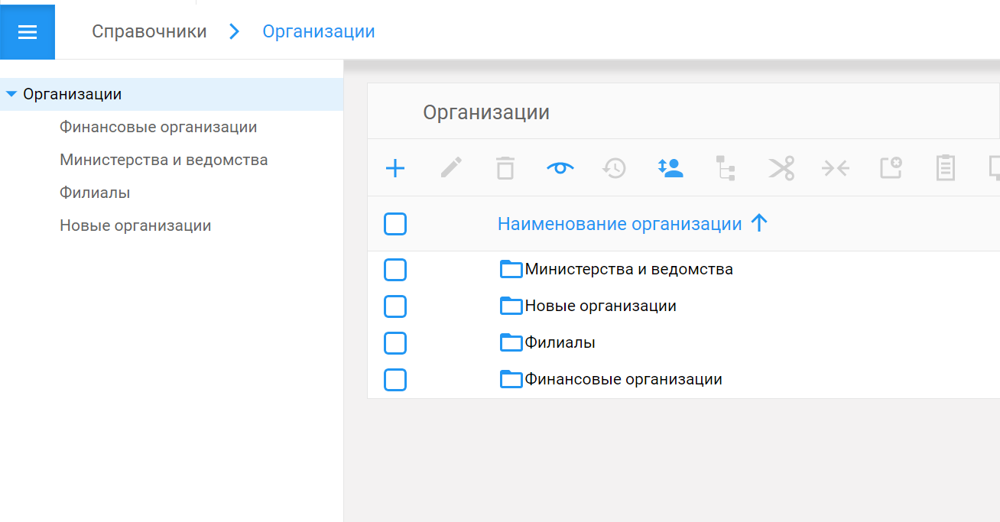 Справочники
Организации
Организации
Финансовые организации
Министерства и ведомства
Филиалы
Новые организации
Организации
Наименование организации
Министерства и ведомства
Новые организации
Филиалы
Финансовые организации